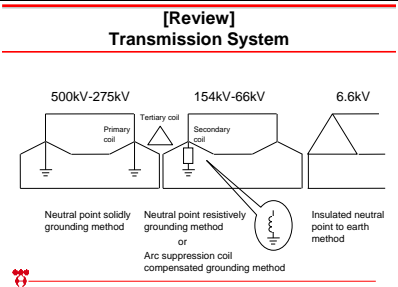 [Review]
Transmission System
500kV-275kV
154kV-66kV
6.6kV
Tertiary coil
Primary
coil
Secondary
coil
Neutral point solidly
grounding method
Neutral point resistively
grounding method
or
Arc suppression coil
compensated grounding method
Insulated neutral
point to earth
method